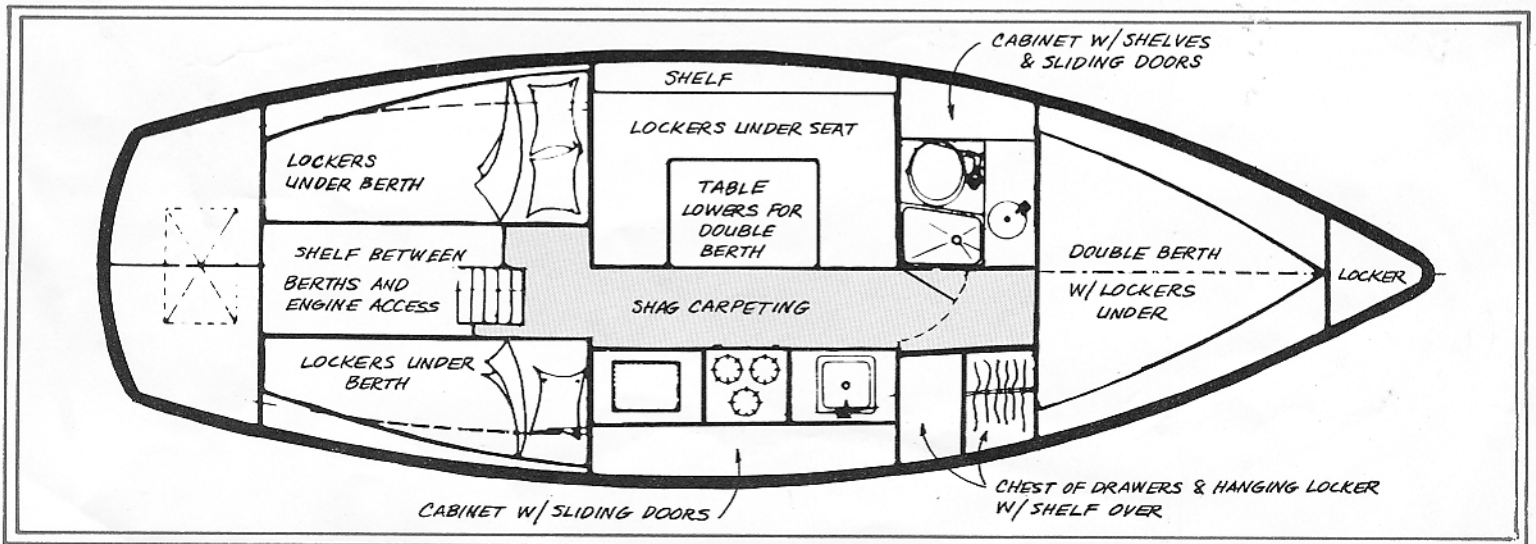 CABINET W/SHELVES
& SLIDING DOORS
SHELF
LOCKERS UNDER SEAT
LOCKERS
UNDER BERTH
TABLE
LOWERS FOR
DOUBLE
BERTH
SHELF BETWEEN
BERTHS AND
ENGINE ACCESS
DOUBLE BERTH
W/LOCKERS
UNDER
LOCKER
SHAG CARPETING
LOCKERS UNDER
BERTH
CABINET W/SLIDING DOORS
CHEST OF DRAWERS & HANGING LOCKER
W/SHELF OVER